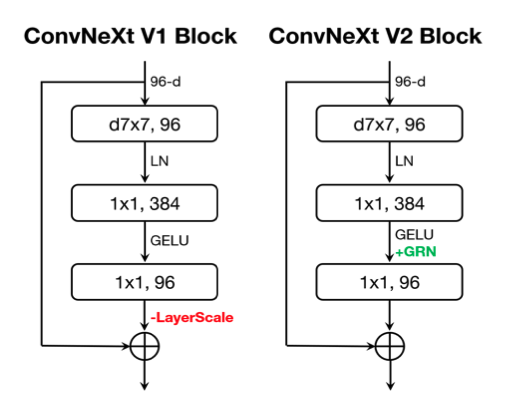 ConvNeXt V1 Block
96-d
d7x7, 96
LN
1x1, 384
GELU
1x1, 96
-LayerScale
ConvNeXt V2 Block
96-d
d7x7, 96
LN
1x1, 384
GELU
+GRN
1x1, 96